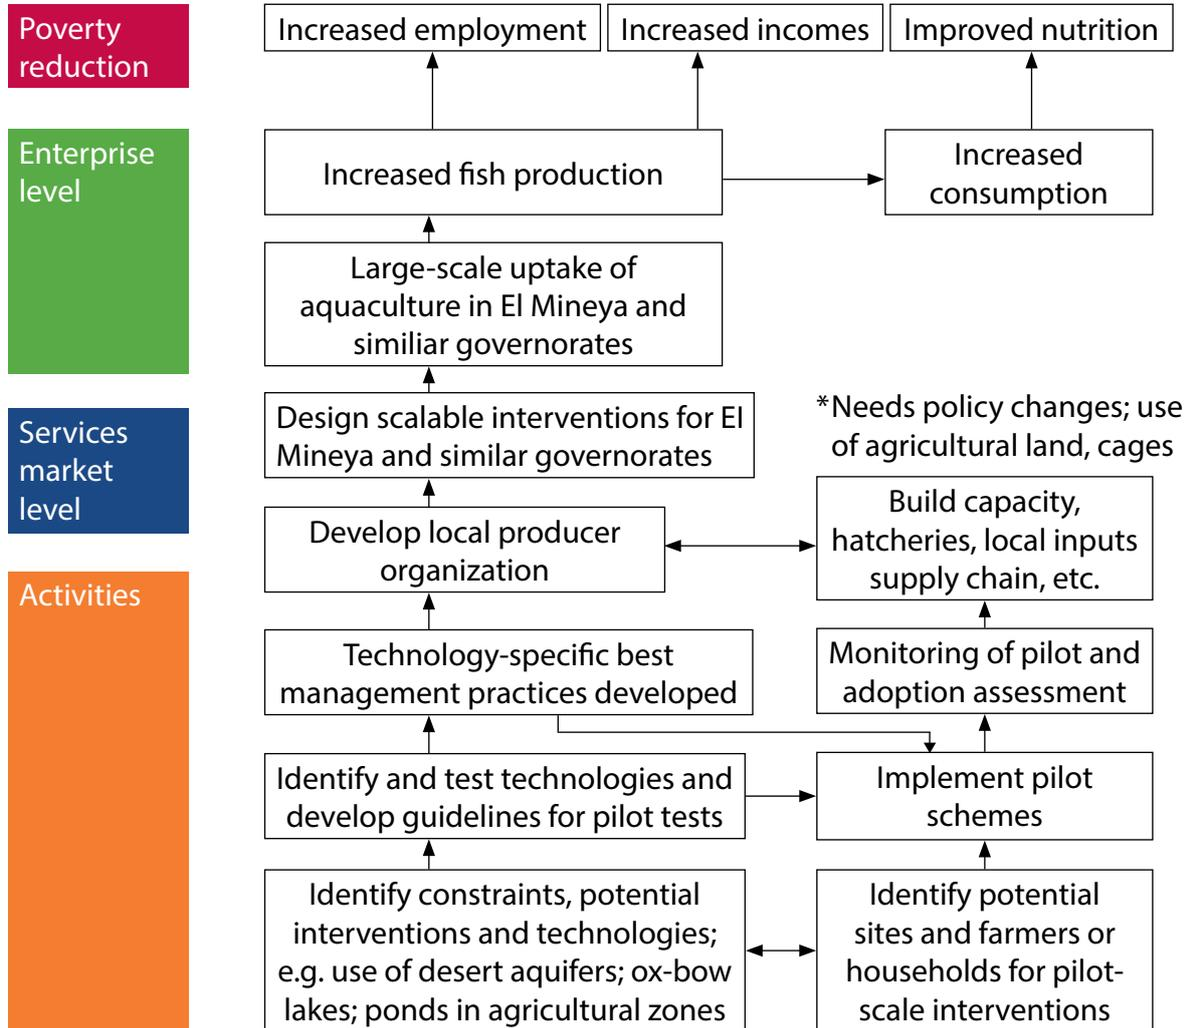 Poverty
reduction
Increased employment
Increased incomes
Improved nutrition
Enterprise
level
Increased fish production
Increased
consumption
Large-scale uptake of
aquaculture in El Mineya and
similiar governorates
Services
market
level
Design scalable interventions for El
Mineya and similar governorates
*Needs policy changes; use
of agricultural land, cages
Develop local producer
organization
Build capacity,
hatcheries, local inputs
supply chain, etc.
Activities
Technology-specific best
management practices developed
Monitoring of pilot and
adoption assessment
Identify and test technologies and
develop guidelines for pilot tests
Implement pilot
schemes
Identify constraints, potential
interventions and technologies;
e.g. use of desert aquifers; ox-bow
lakes; ponds in agricultural zones
Identify potential
sites and farmers or
households for pilot-
scale interventions